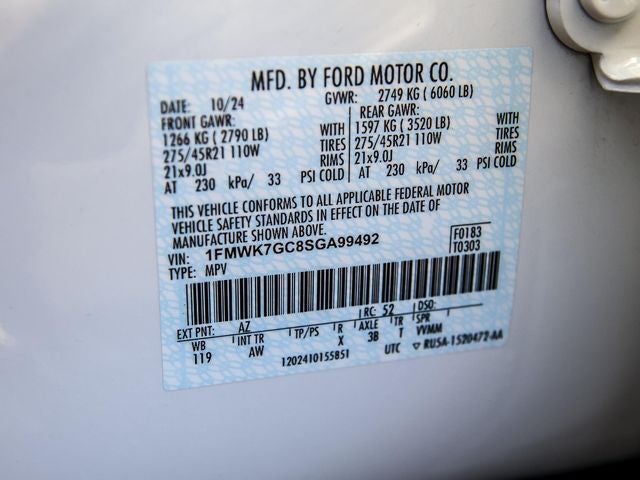 MFD. BY FORD MOTOR CO.
DATE: 10/24 GVWR: 2749 KG ( 6060 LB)
FRONT GAWR: REAR GAWR:
1266 KG ( 2790 LB) WITH 1597 KG ( 3520 LB) WITH
275/45R21 110W TIRES 275/45R21 110W TIRES
21x9.0J RIMS 21x9.0J RIMS
AT 230 kPa/ 33 PSI COLD AT 230 kPa/ 33 PSI COLD
THIS VEHICLE CONFORMS TO ALL APPLICABLE FEDERAL MOTOR
VEHICLE SAFETY STANDARDS IN EFFECT ON THE DATE OF
MANUFACTURE SHOWN ABOVE.
VIN: 1FMWK7GC8SGA99492 F0183
TYPE: MPV T0303
RC: 52 DSO:
EXT PNT: AZ
WB INT TR TP/PS R AXLE TR SPR
119 AW X 3B T VVMM
1202410155B51 UTC RU5A-1520472-AA